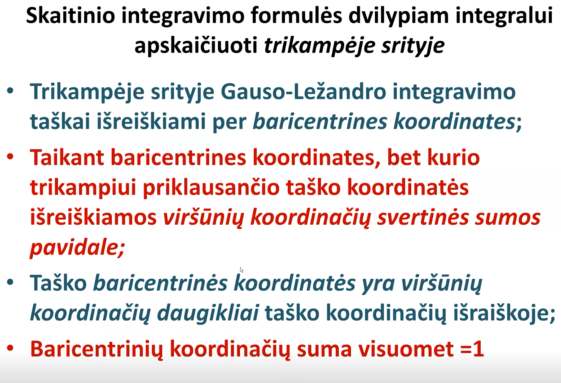 Skaitinio integravimo formulės dvilypiam integralui
apskaičiuoti trikampėje srityje
• Trikampėje srityje Gauso-Ležandro integravimo
taškai išreiškiami per baricentrines koordinates;
• Taikant baricentrines koordinates, bet kurio
trikampiui priklausančio taško koordinatės
išreiškiamos viršūnių koordinačių svertinės sumos
pavidale;
• Taško baricentrinės koordinatės yra viršūnių
koordinačių daugikliai taško koordinačių išraiškoje;
• Baricentrinių koordinačių suma visuomet =1